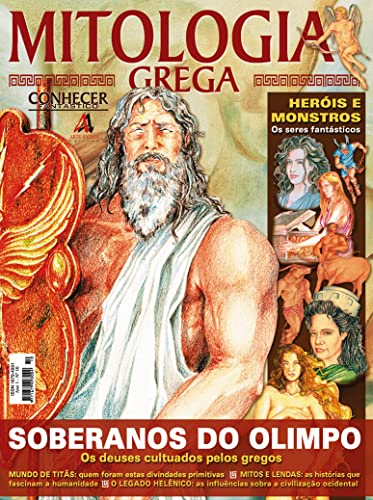 MITOLOGIA
GREGA
CONHECER
FANTÁSTICO
HERÓIS E
MONSTROS
Os seres fantásticos
SOBERANOS DO OLIMPO
Os deuses cultuados pelos gregos
MUNDO DE TITÃS: quem foram estas divindades primitivas MITOS E LENDAS: as histórias que
fascinam a humanidade O LEGADO HELÊNICO: as influências sobre a civilização ocidental